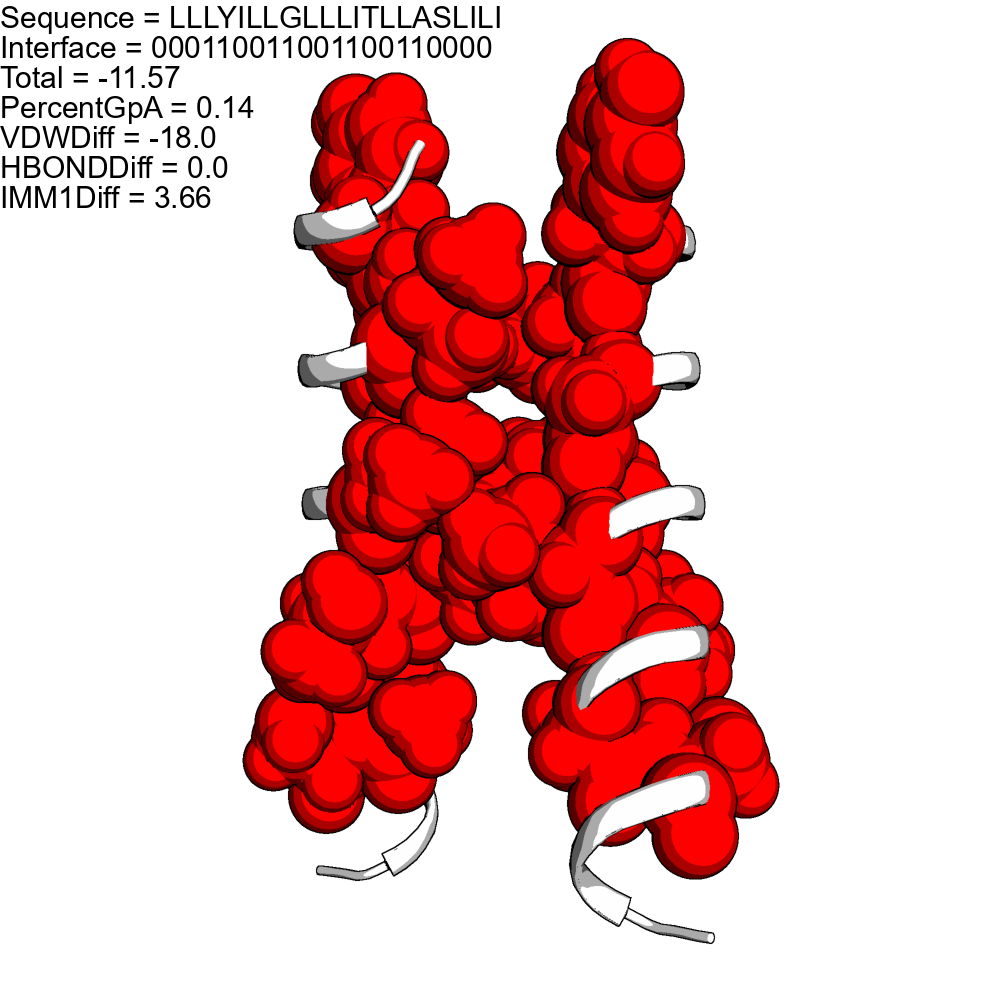 Sequence = LLLYILLGLLLITLLASLILI
Interface = 000110011001100110000
Total = -11.57
PercentGpA = 0.14
VDWDiff = -18.0
HBONDDiff = 0.0
IMM1Diff = 3.66